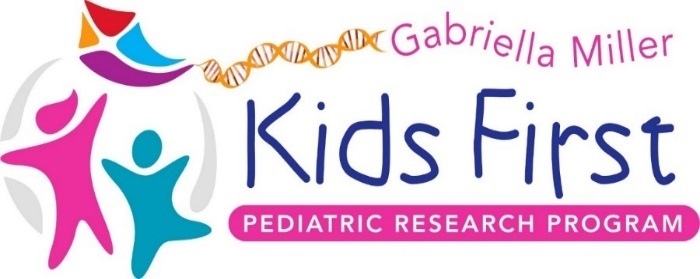 Gabriella Miller
Kids First
PEDIATRIC RESEARCH PROGRAM